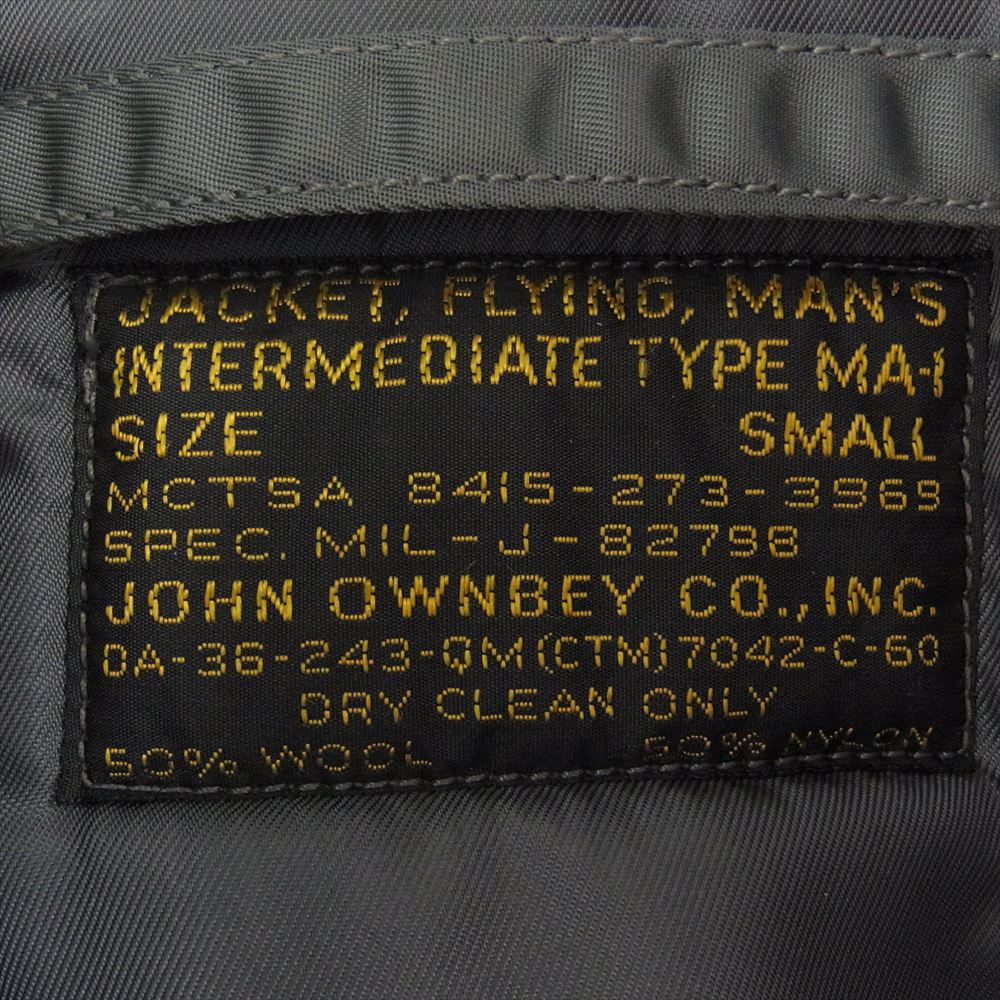 JACKET, FLYING, MAN'S
INTERMEDIATE TYPE MA-1
SIZE SMALL
MCTSA 8415-273-3969
SPEC. MIL-J-82798
JOHN OWNBEY CO., INC.
DA-36-243-QM(CTM)7042-C-60
DRY CLEAN ONLY
50% WOOL 50% NYLON